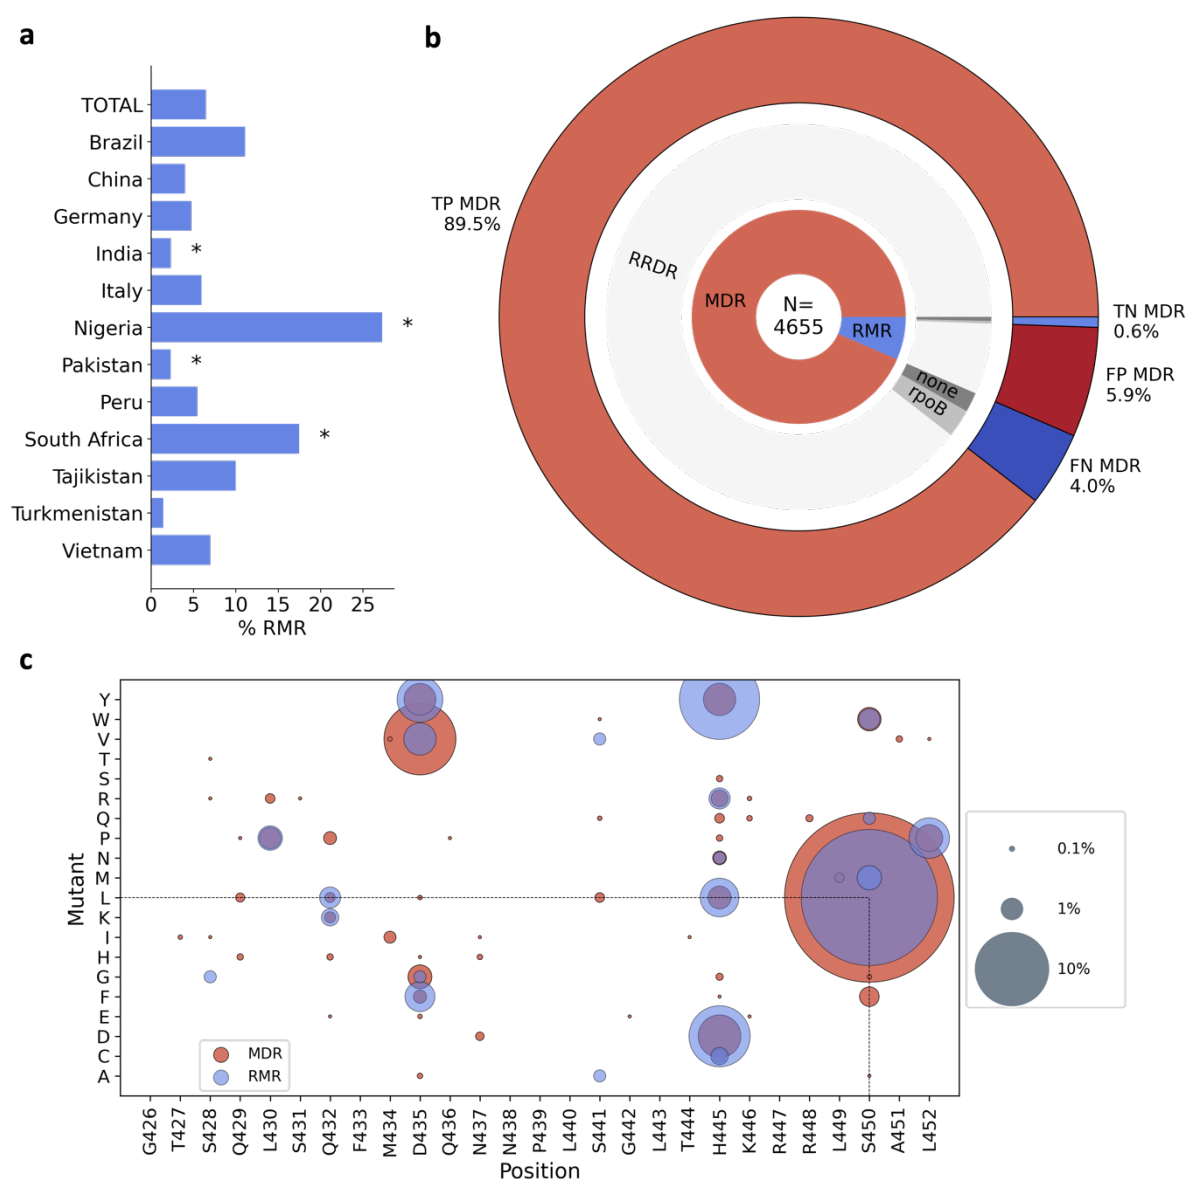 a
TOTAL
Brazil
China
Germany
India *
Italy
Nigeria *
Pakistan *
Peru
South Africa *
Tajikistan
Turkmenistan
Vietnam
0 5 10 15 20 25
% RMR
b
TP MDR
89.5%
RRDR
MDR
N=
4655
RMR
none
rpoB
TN MDR
0.6%
FP MDR
5.9%
FN MDR
4.0%
c
Mutant
Y
W
V
T
S
R
Q
P
N
M
L
K
I
H
G
F
E
D
C
A
MDR
RMR
0.1%
1%
10%
G426 T427 S428 Q429 L430 S431 Q432 F433 M434 D435 Q436 N437 N438 P439 L440 S441 G442 L443 T444 H445 K446 R447 R448 L449 S450 A451 L452
Position